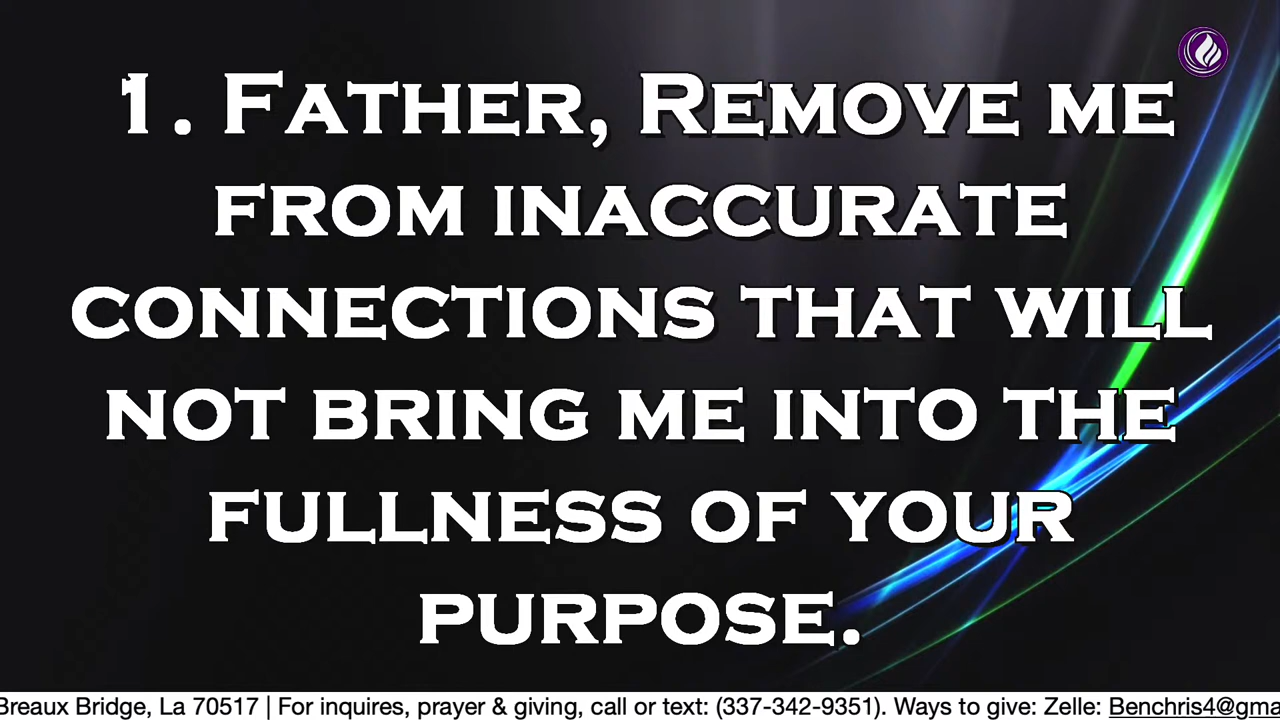 1. Father, Remove me
from inaccurate
connections that will
not bring me into the
fullness of your
purpose.
Breaux Bridge, La 70517 | For inquires, prayer & giving, call or text: (337-342-9351). Ways to give: Zelle: Benchris4@gma